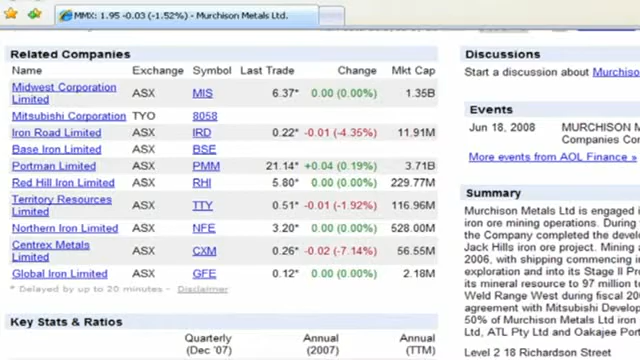 MMX: 1.95 -0.03 (-1.52%) - Murchison Metals Ltd.
Related Companies
Name Exchange Symbol Last Trade Change Mkt Cap
Midwest Corporation Limited ASX MIS 6.37* 0.00 (0.00%) 1.35B
Mitsubishi Corporation TYO 8058
Iron Road Limited ASX IRD 0.22* -0.01 (-4.35%) 11.91M
Base Iron Limited ASX BSE
Portman Limited ASX PMM 21.14* +0.04 (0.19%) 3.71B
Red Hill Iron Limited ASX RHI 5.80* 0.00 (0.00%) 229.77M
Territory Resources Limited ASX TTY 0.51* -0.01 (-1.92%) 116.96M
Northern Iron Limited ASX NFE 3.20* 0.00 (0.00%) 528.00M
Centrex Metals Limited ASX CXM 0.26* -0.02 (-7.14%) 56.55M
Global Iron Limited ASX GFE 0.12* 0.00 (0.00%) 2.18M
* Delayed by up to 20 minutes - Disclaimer
Key Stats & Ratios
Quarterly (Dec '07) Annual (2007) Annual (TTM)
Discussions
Start a discussion about Murchiso
Events
Jun 18, 2008 MURCHISON M
Companies Con
More events from AOL Finance »
Summary
Murchison Metals Ltd is engaged i
iron ore mining operations. During
the Company completed the devel
Jack Hills iron ore project. Mining
2006, with shipping commencing i
exploration and into its Stage II P
its mineral resource to 97 million t
Weld Range West during fiscal 20
agreement with Mitsubishi Develop
50% of Murchison Metals Ltd iron
Ltd, ATL Pty Ltd and Oakajee Por
Level 2 18 Richardson Street